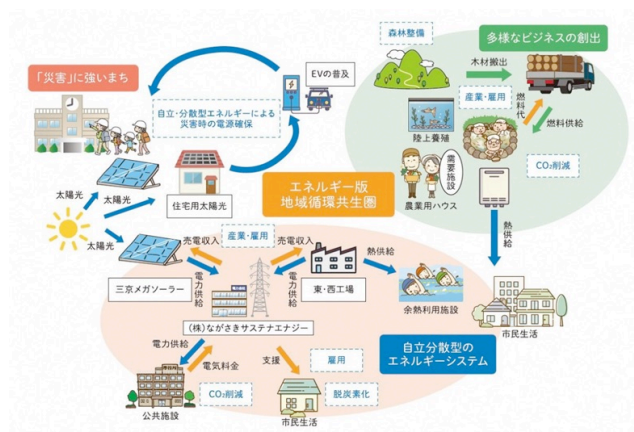 森林整備
多様なビジネスの創出
木材搬出
「災害」に強いまち
EVの普及
自立・分散型エネルギーによる
災害時の電源確保
産業・雇用
燃料代
燃料供給
陸上養殖
CO₂削減
農業用ハウス
太陽光
太陽光
太陽光
住宅用太陽光
エネルギー版
地域循環共生圏
熱供給
売電収入
産業・雇用
売電収入
熱供給
三京メガソーラー
電力供給
電力供給
東・西工場
余熱利用施設
市民生活
(株)ながさきサステナエナジー
自立分散型の
エネルギーシステム
電力供給
電気料金
支援
雇用
公共施設
CO₂削減
市民生活
脱炭素化